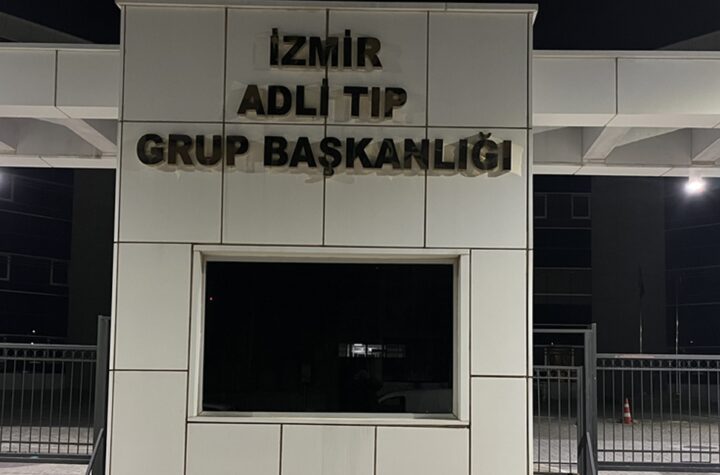 İZMİR
ADLİ TIP
GRUP BAŞKANLIĞI